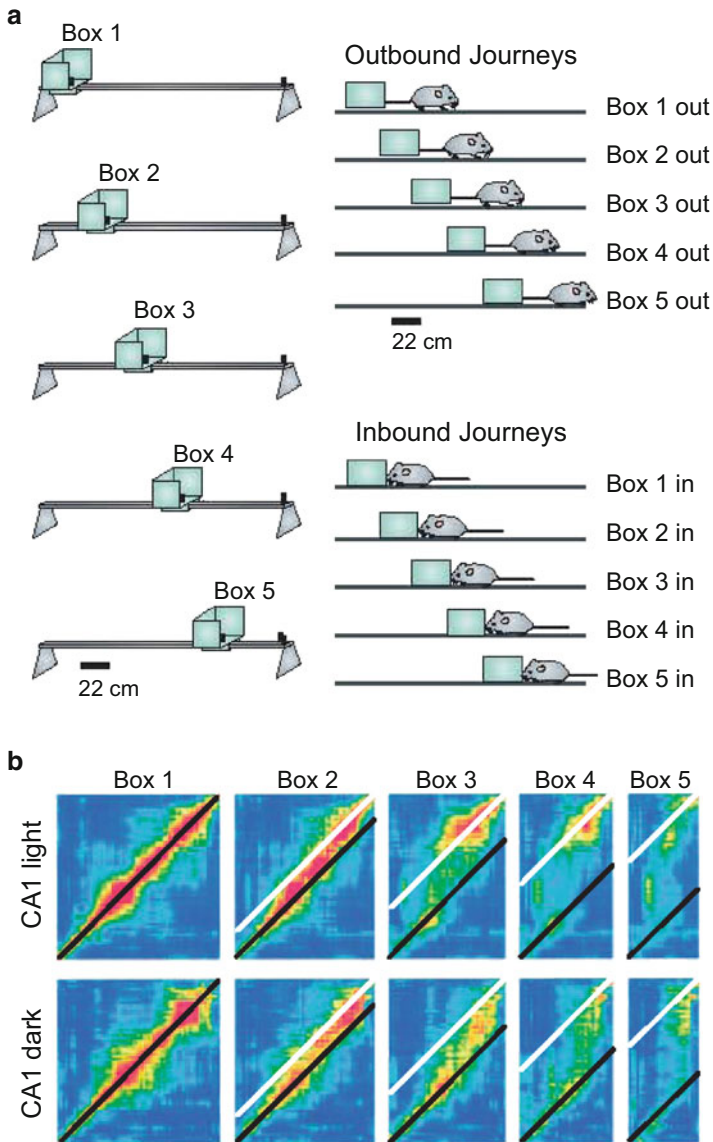 a
Box 1
Box 2
Box 3
Box 4
Box 5
22 cm
Outbound Journeys
Box 1 out
Box 2 out
Box 3 out
Box 4 out
Box 5 out
22 cm
Inbound Journeys
Box 1 in
Box 2 in
Box 3 in
Box 4 in
Box 5 in
b
Box 1 Box 2 Box 3 Box 4 Box 5
CA1 light
CA1 dark